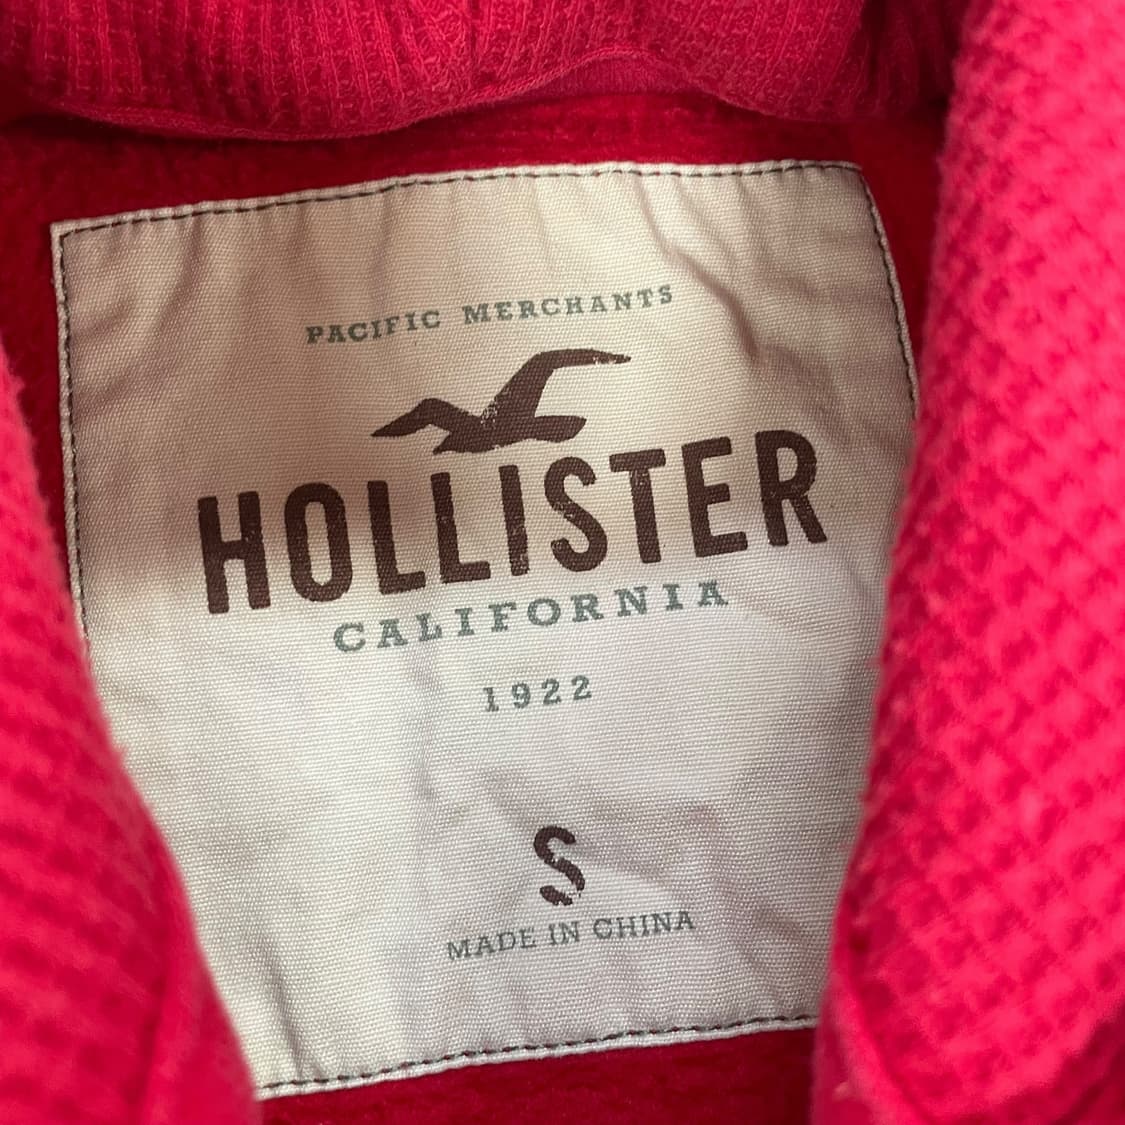 PACIFIC MERCHANTS
HOLLISTER
CALIFORNIA
1922
S
MADE IN CHINA